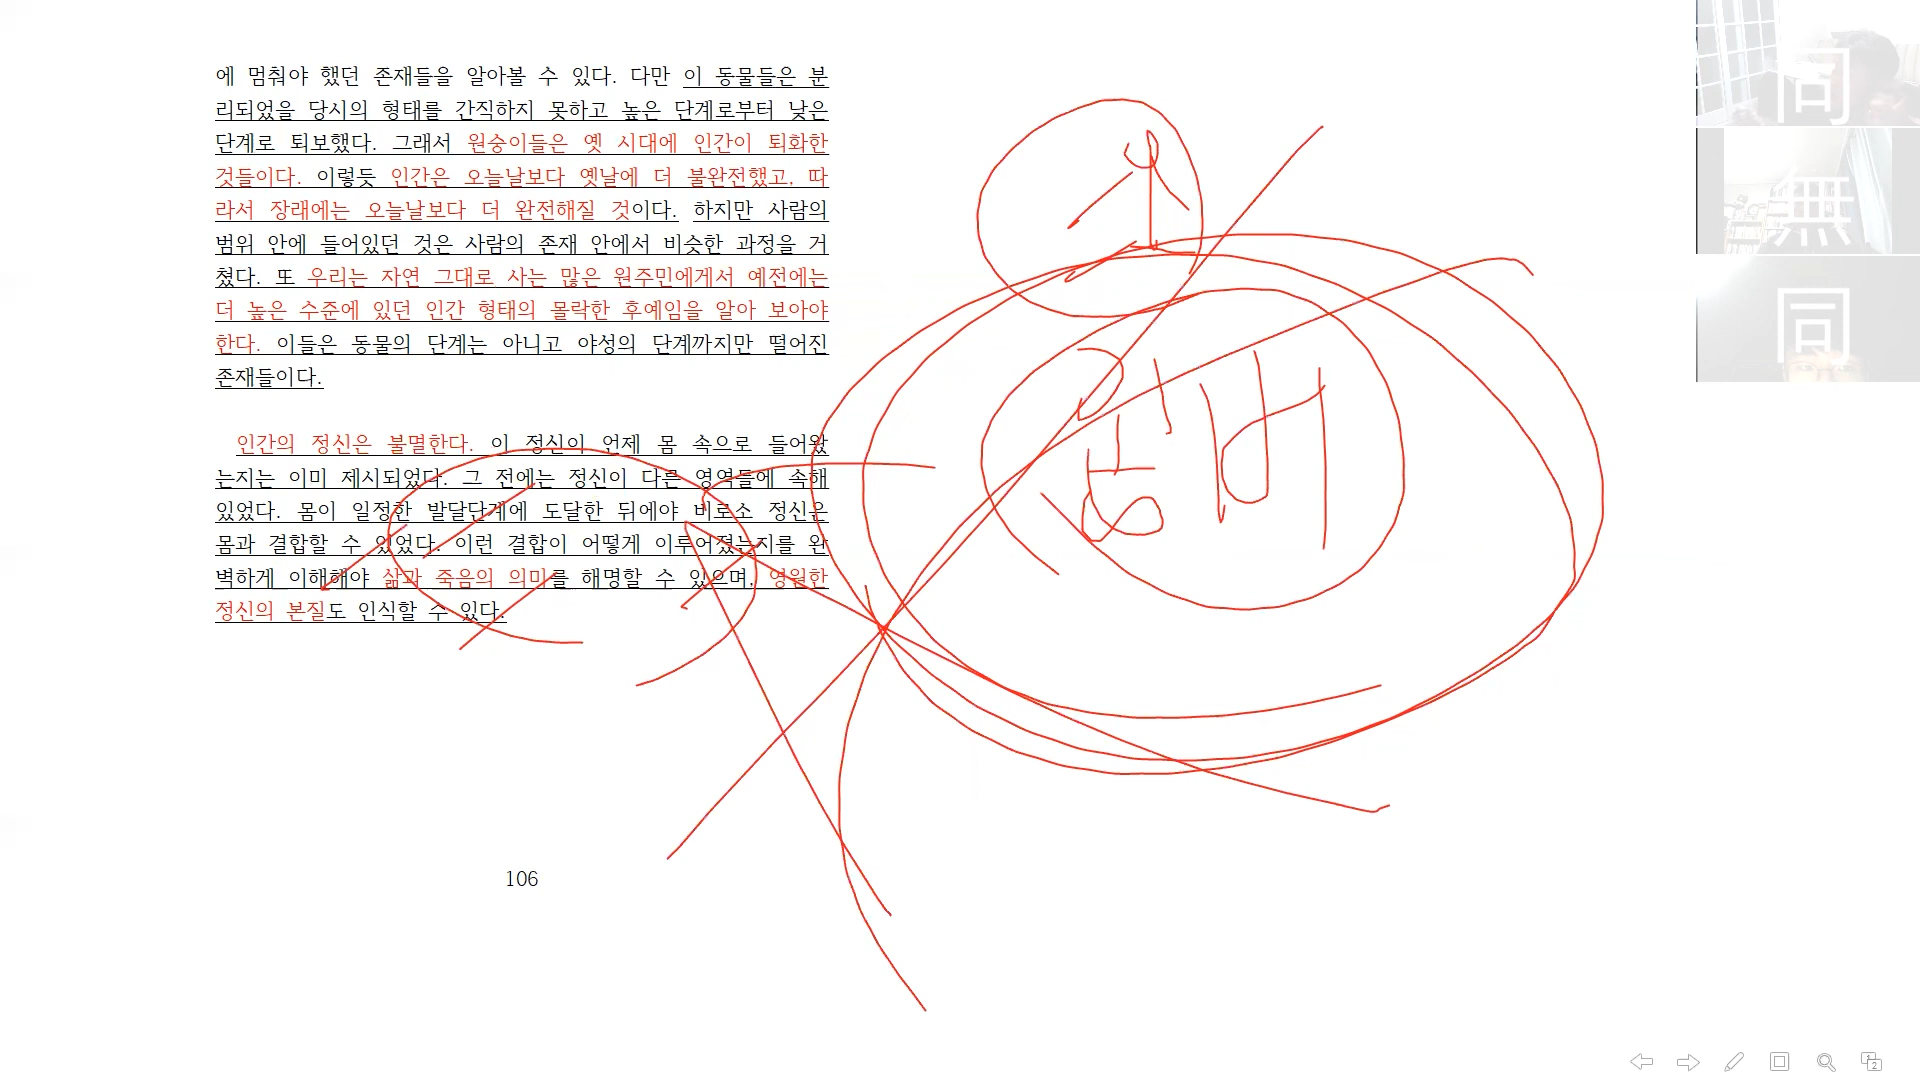 에 멈춰야 했던 존재들을 알아볼 수 있다. 다만 이 동물들은 분
리되었을 당시의 형태를 간직하지 못하고 높은 단계로부터 낮은
단계로 퇴보했다. 그래서 원숭이들은 옛 시대에 인간이 퇴화한
것들이다. 이렇듯 인간은 오늘날보다 옛날에 더 불완전했고, 따
라서 장래에는 오늘날보다 더 완전해질 것이다. 하지만 사람의
범위 안에 들어있던 것은 사람의 존재 안에서 비슷한 과정을 거
쳤다. 또 우리는 자연 그대로 사는 많은 원주민에게서 예전에는
더 높은 수준에 있던 인간 형태의 몰락한 후예임을 알아 보아야
한다. 이들은 동물의 단계는 아니고 야성의 단계까지만 떨어진
존재들이다.
인간의 정신은 불멸한다. 이 정신이 언제 몸 속으로 들어왔
는지는 이미 제시되었다. 그 전에는 정신이 다른 영역들에 속해
있었다. 몸이 일정한 발달단계에 도달한 뒤에야 비로소 정신은
몸과 결합할 수 있었다. 이런 결합이 어떻게 이루어졌는지를 완
벽하게 이해해야 삶과 죽음의 의미를 해명할 수 있으며, 영원한
정신의 본질도 인식할 수 있다.
106
同
無
同